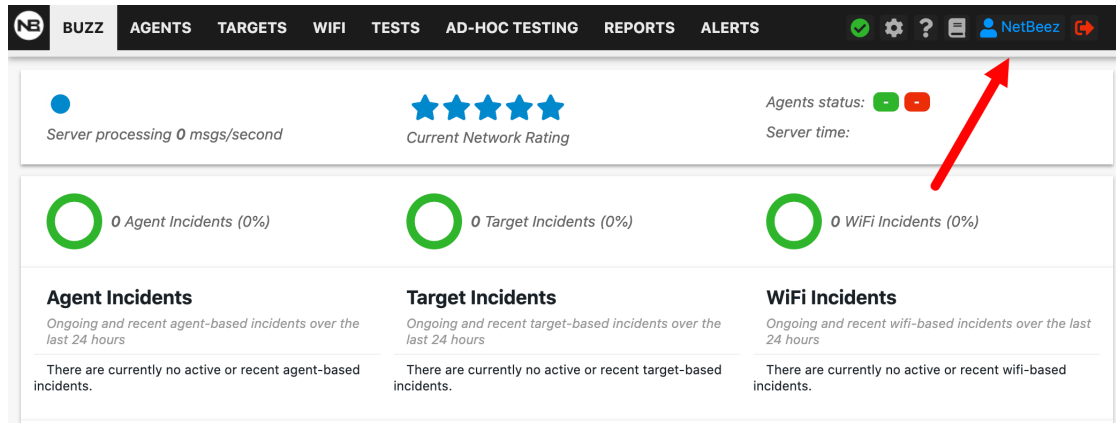 NB BUZZ AGENTS TARGETS WIFI TESTS AD-HOC TESTING REPORTS ALERTS ? NetBeez
Agents status: - -
Server processing 0 msgs/second
Current Network Rating
Server time:
0 Agent Incidents (0%)
0 Target Incidents (0%)
0 WiFi Incidents (0%)
Agent Incidents
Ongoing and recent agent-based incidents over the
last 24 hours
There are currently no active or recent agent-based
incidents.
Target Incidents
Ongoing and recent target-based incidents over the
last 24 hours
There are currently no active or recent target-based
incidents.
WiFi Incidents
Ongoing and recent wifi-based incidents over the last
24 hours
There are currently no active or recent wifi-based
incidents.